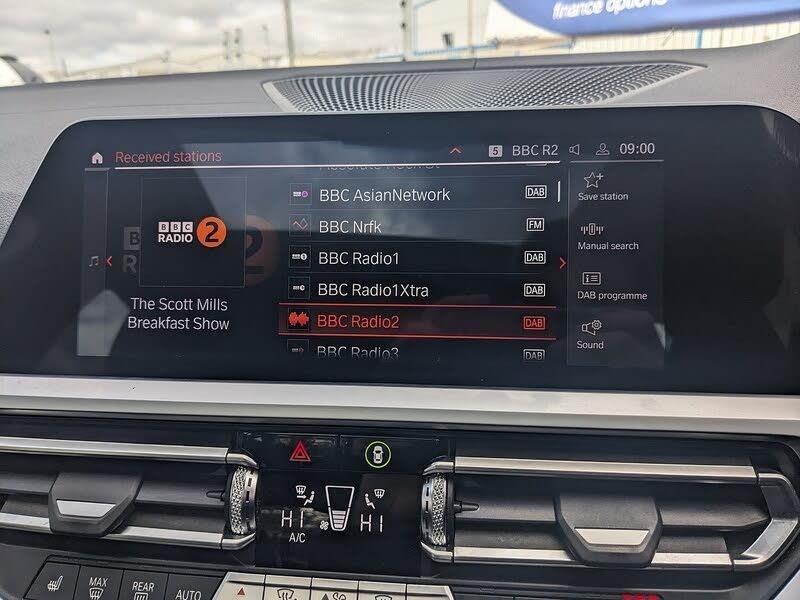 finance options
Received stations
5 BBC R2 09:00
BBC RADIO 2
The Scott Mills
Breakfast Show
BBC AsianNetwork DAB
BBC Nrfk FM
BBC Radio1 DAB
BBC Radio1Xtra DAB
BBC Radio2 DAB
BBC Radio3 DAB
Save station
Manual search
DAB programme
Sound
HI HI
A/C
MAX
REAR
AUTO